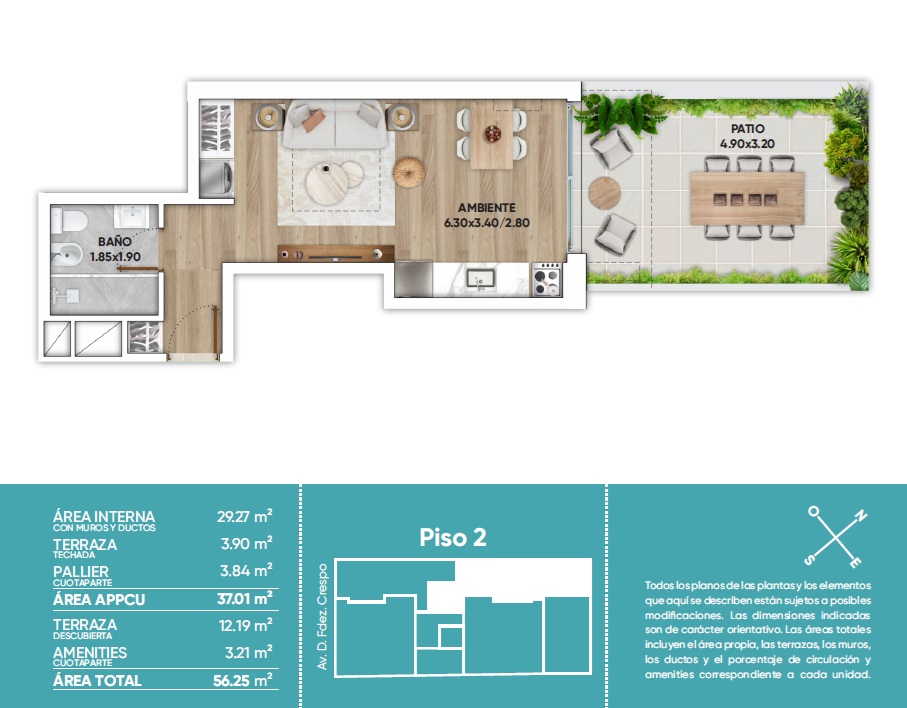 PATIO
4.90x3.20
AMBIENTE
6.30x3.40/2.80
BAÑO
1.85x1.90
ÁREA INTERNA 29.27 m²
CON MUROS Y DUCTOS
TERRAZA 3.90 m²
TECHADA
PALLIER 3.84 m²
CUOTAPARTE
ÁREA APPCU 37.01 m²
TERRAZA 12.19 m²
DESCUBIERTA
AMENITIES 3.21 m²
CUOTAPARTE
ÁREA TOTAL 56.25 m²
Piso 2
Av. D. Fdez. Crespo
O N
S E
Todos los planos de las plantas y los elementos
que aquí se describen están sujetos a posibles
modificaciones. Las dimensiones indicadas
son de carácter orientativo. Las áreas totales
incluyen el área propia, las terrazas, los muros,
los ductos y el porcentaje de circulación y
amenities correspondiente a cada unidad.